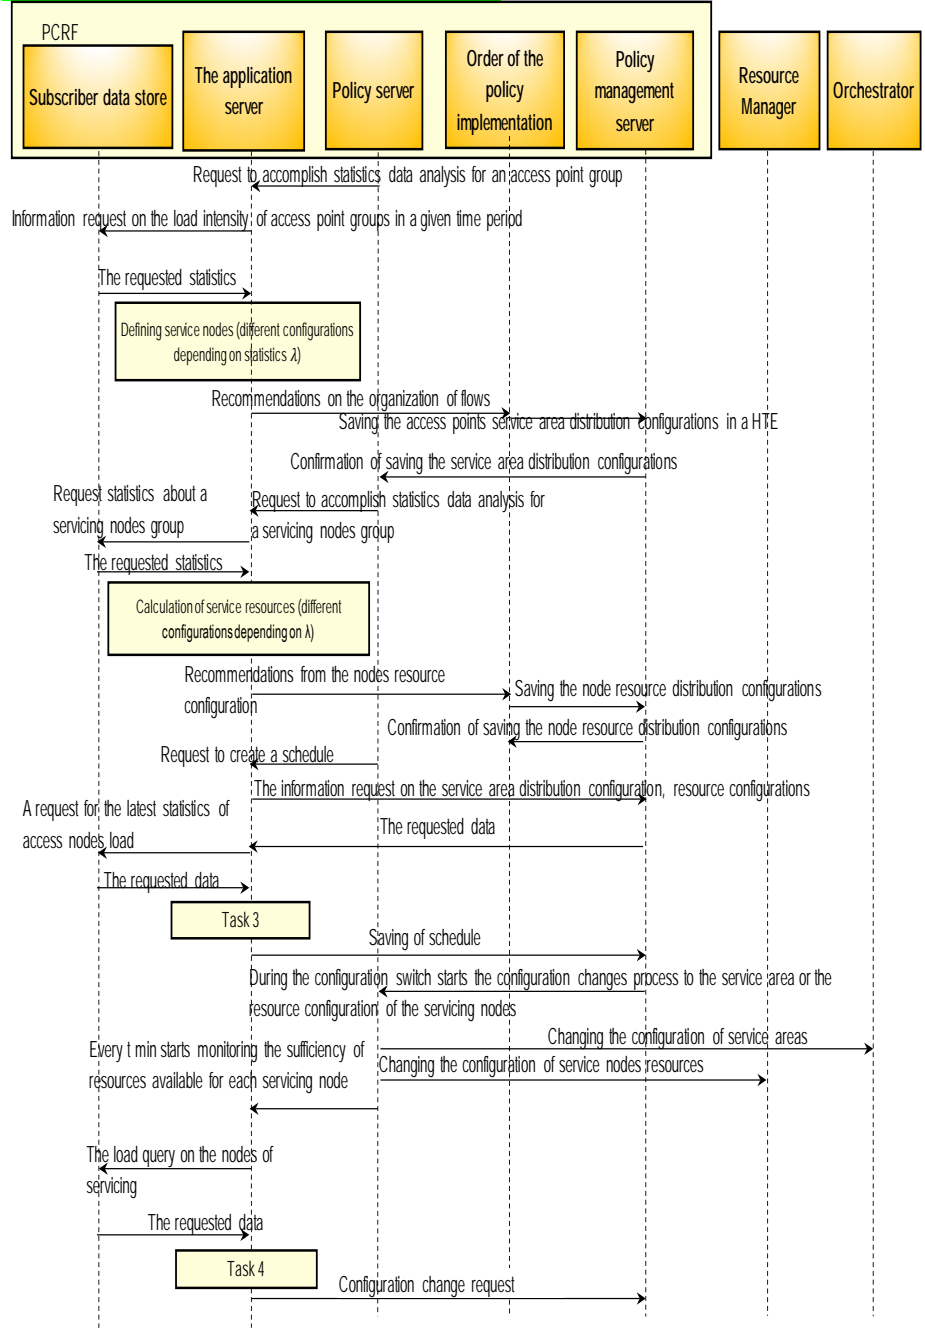 PCRF
Subscriber data store
The application
server
Policy server
Order of the
policy
implementation
Policy
management
server
Resource
Manager
Orchestrator
Request to accomplish statistics data analysis for an access point group
Information request on the load intensity of access point groups in a given time period
The requested statistics
Defining service nodes (different configurations
depending on statistics λ)
Recommendations on the organization of flows
Saving the access points service area distribution configurations in a HTE
Confirmation of saving the service area distribution configurations
Request statistics about a
servicing nodes group
Request to accomplish statistics data analysis for
a servicing nodes group
The requested statistics
Calculation of service resources (different
configurations depending on λ)
Recommendations from the nodes resource
configuration
Saving the node resource distribution configurations
Confirmation of saving the node resource distribution configurations
Request to create a schedule
The information request on the service area distribution configuration, resource configurations
A request for the latest statistics of
access nodes load
The requested data
The requested data
Task 3
Saving of schedule
During the configuration switch starts the configuration changes process to the service area or the
resource configuration of the servicing nodes
Changing the configuration of service areas
Every t min starts monitoring the sufficiency of
resources available for each servicing node
Changing the configuration of service nodes resources
The load query on the nodes of
servicing
The requested data
Task 4
Configuration change request